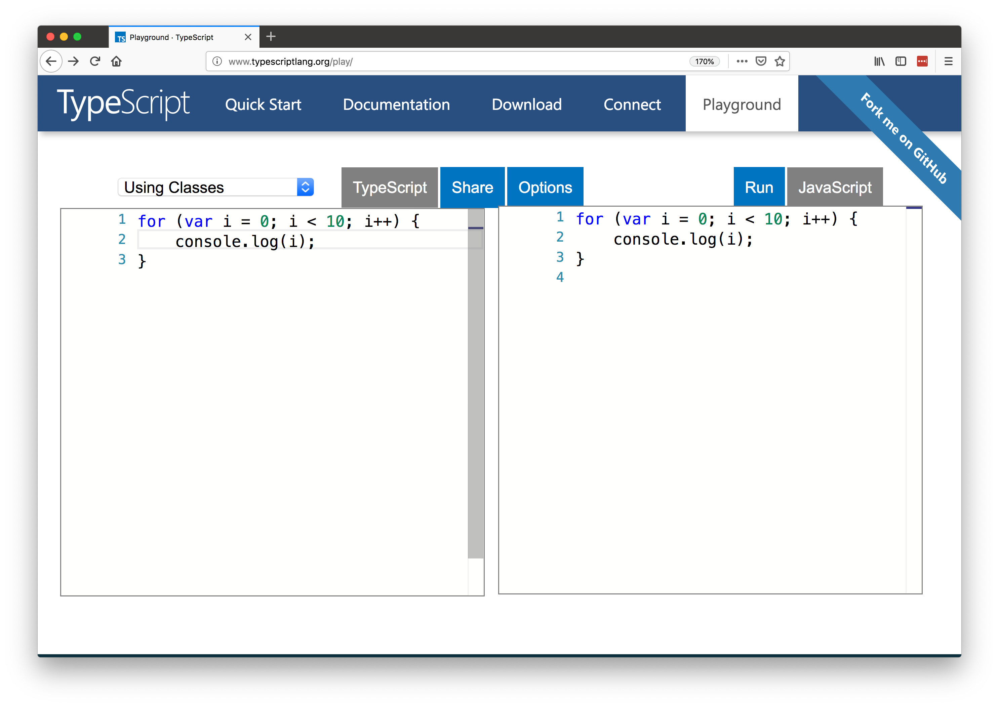 TS Playground · TypeScript
www.typescriptlang.org/play/ 170%
TypeScript Quick Start Documentation Download Connect Playground
Fork me on GitHub
Using Classes TypeScript Share Options Run JavaScript
1 for (var i = 0; i < 10; i++) {
2     console.log(i);
3 }
1 for (var i = 0; i < 10; i++) {
2     console.log(i);
3 }
4